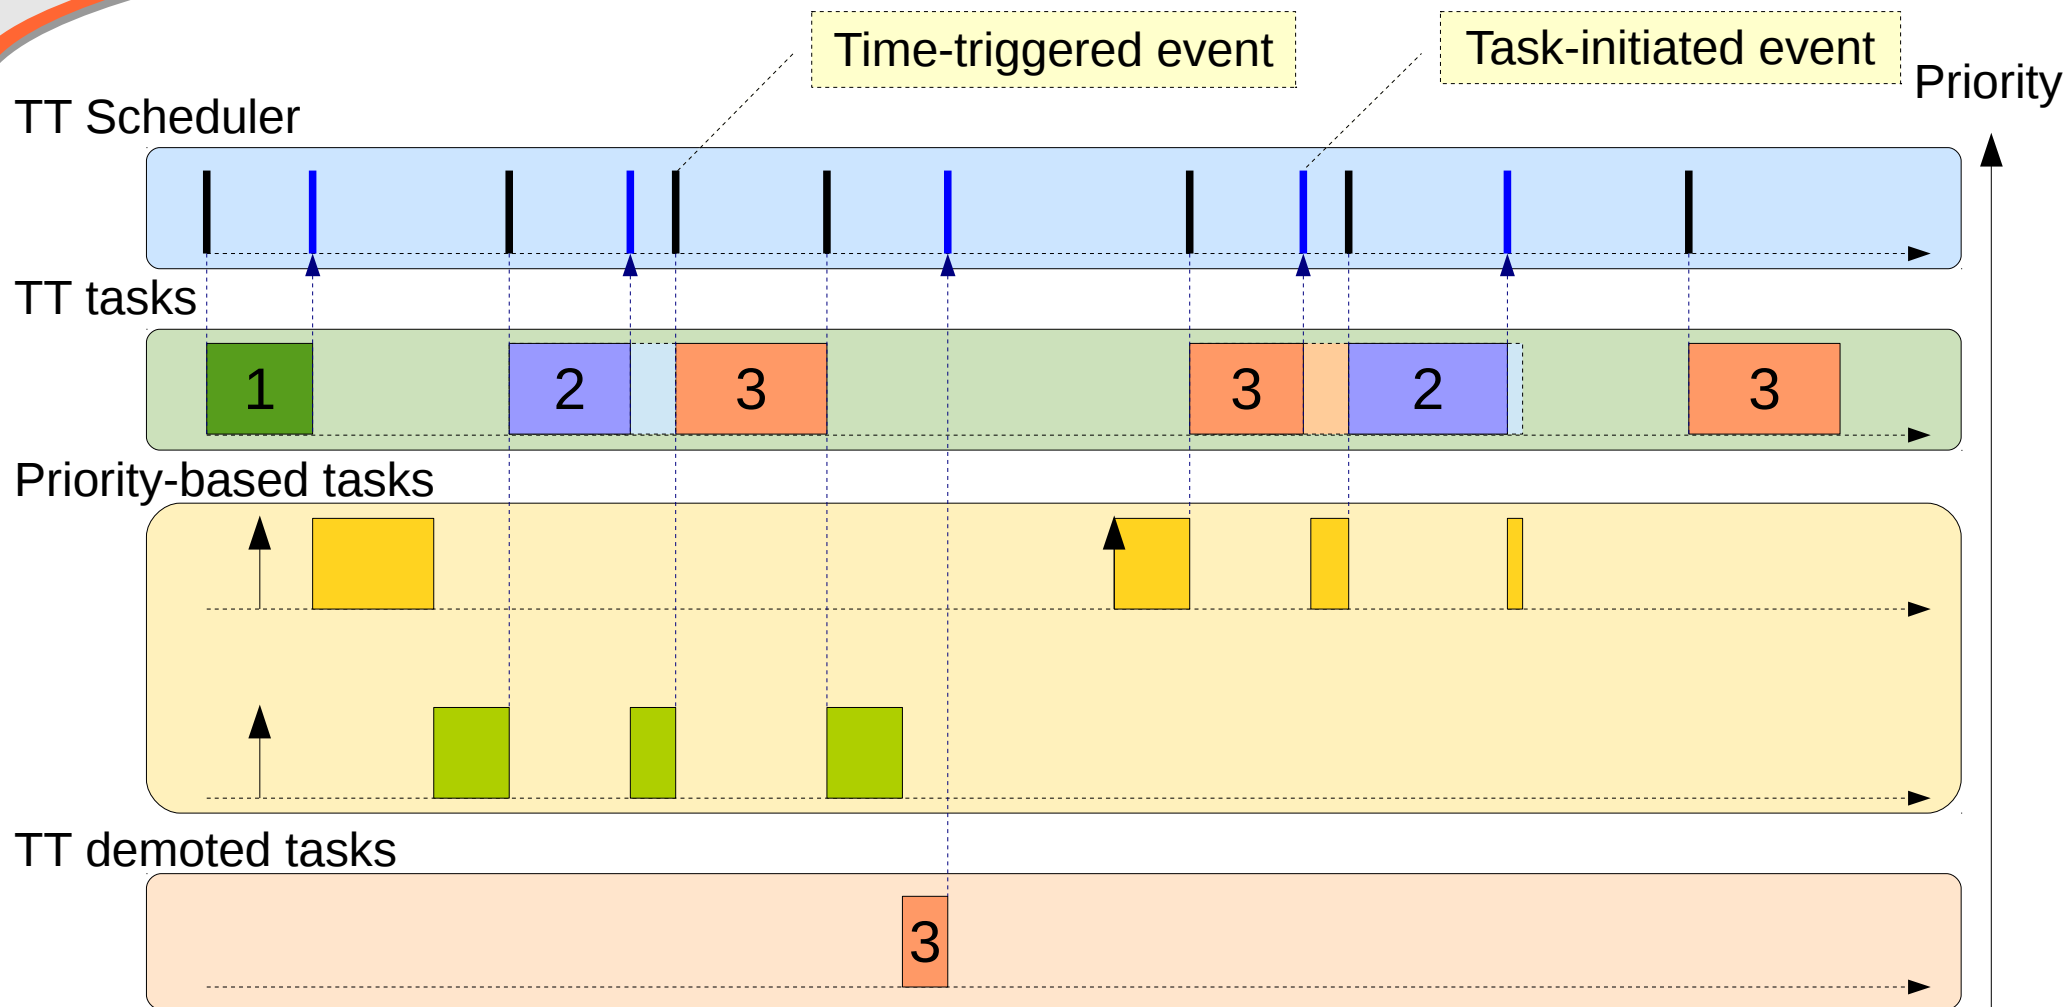 Time-triggered event
Task-initiated event
Priority
TT Scheduler
TT tasks
1
2
3
3
2
3
Priority-based tasks
TT demoted tasks
3